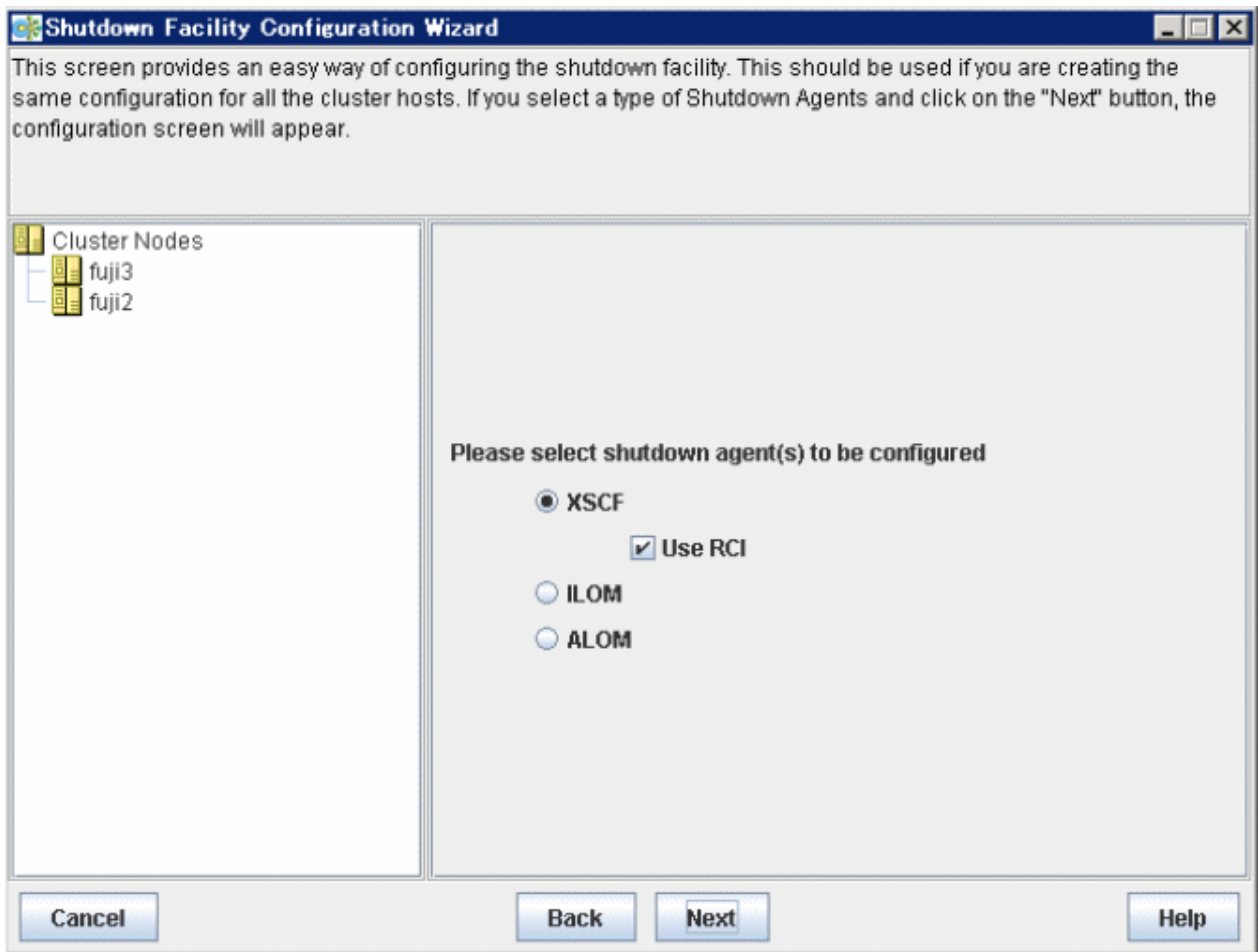 Shutdown Facility Configuration Wizard
This screen provides an easy way of configuring the shutdown facility. This should be used if you are creating the
same configuration for all the cluster hosts. If you select a type of Shutdown Agents and click on the "Next" button, the
configuration screen will appear.
Cluster Nodes
fuji3
fuji2
Please select shutdown agent(s) to be configured
XSCF
Use RCI
ILOM
ALOM
Cancel
Back
Next
Help